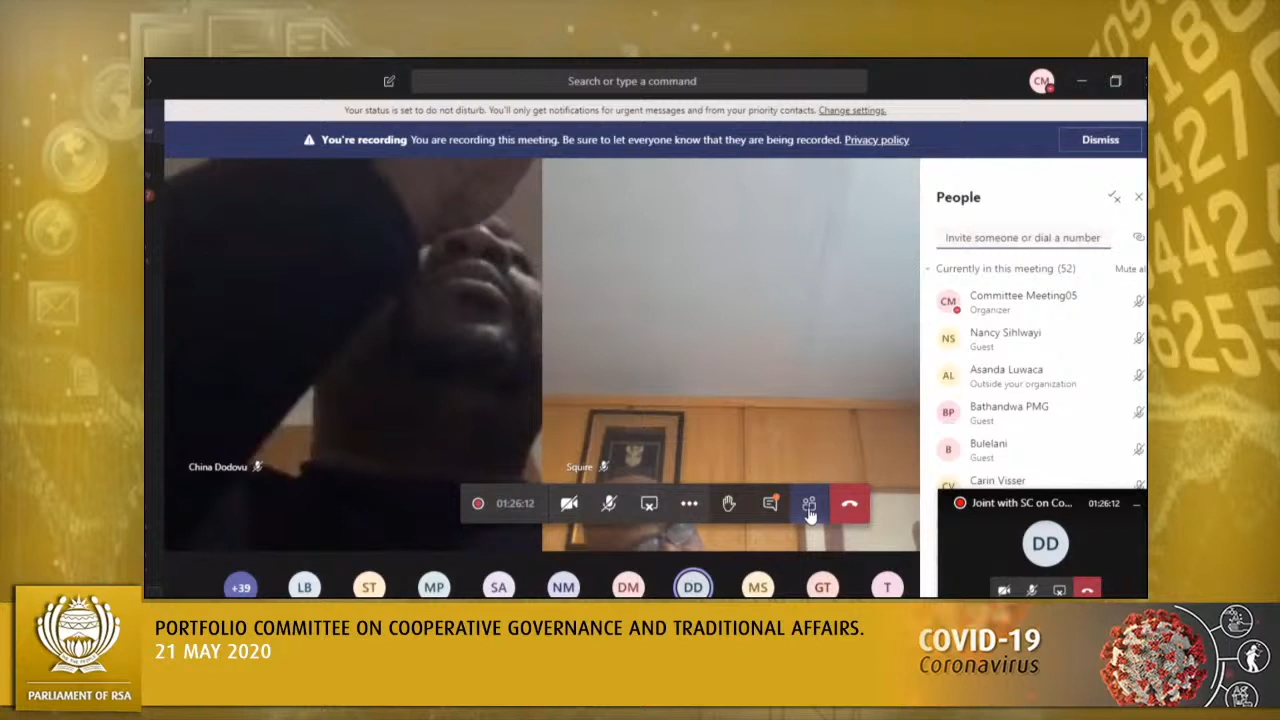 Search or type a command
CM
Your status is set to do not disturb. You'll only get notifications for urgent messages and from your priority contacts. Change settings.
You're recording You are recording this meeting. Be sure to let everyone know that they are being recorded. Privacy policy
Dismiss
People
Invite someone or dial a number
Currently in this meeting (52)
Mute al
CM
Committee Meeting05
Organizer
NS
Nancy Sihlwayi
Guest
AL
Asanda Luwaca
Outside your organization
BP
Bathandwa PMG
Guest
B
Bulelani
Guest
CV
Carin Visser
China Dodovu
Squire
01:26:12
Joint with SC on Co...
01:26:12
DD
+39
LB
ST
MP
SA
NM
DM
DD
MS
GT
T
PORTFOLIO COMMITTEE ON COOPERATIVE GOVERNANCE AND TRADITIONAL AFFAIRS.
21 MAY 2020
PARLIAMENT OF RSA
COVID-19
Coronavirus